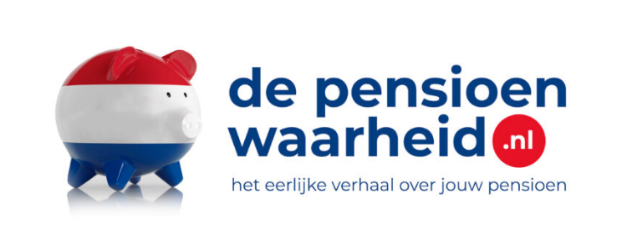 de pensioen
waarheid.nl
het eerlijke verhaal over jouw pensioen